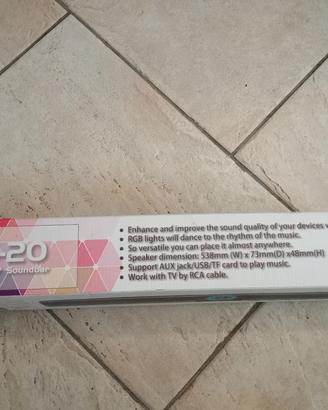 -20
Soundbar
• Enhance and improve the sound quality of your devices
• RGB lights will dance to the rhythm of the music.
• So versatile you can place it almost anywhere.
• Speaker dimension: 538mm (W) x 73mm(D) x48mm(H)
• Support AUX jack/USB/TF card to play music.
Work with TV by RCA cable.